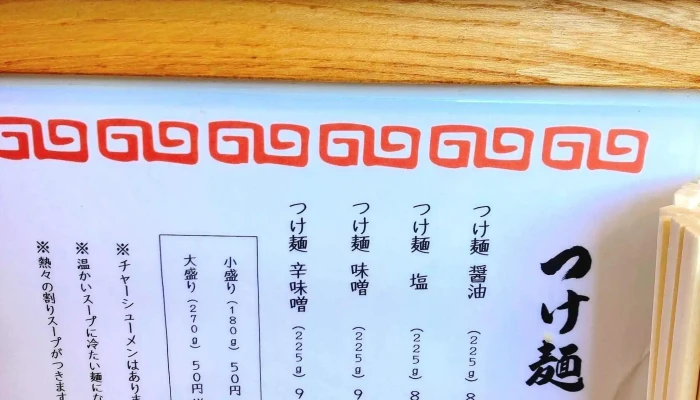 つけ麺
つけ麺 醤油 (225g) 8
つけ麺 塩 (225g) 8
つけ麺 味噌 (225g) 9
つけ麺 辛味噌 (225g) 9
小盛り (180g) 50円
大盛り (270g) 50円
※チャーシューメンはありま
※温かいスープに冷たい麺にな
※熱々の割りスープがつきます